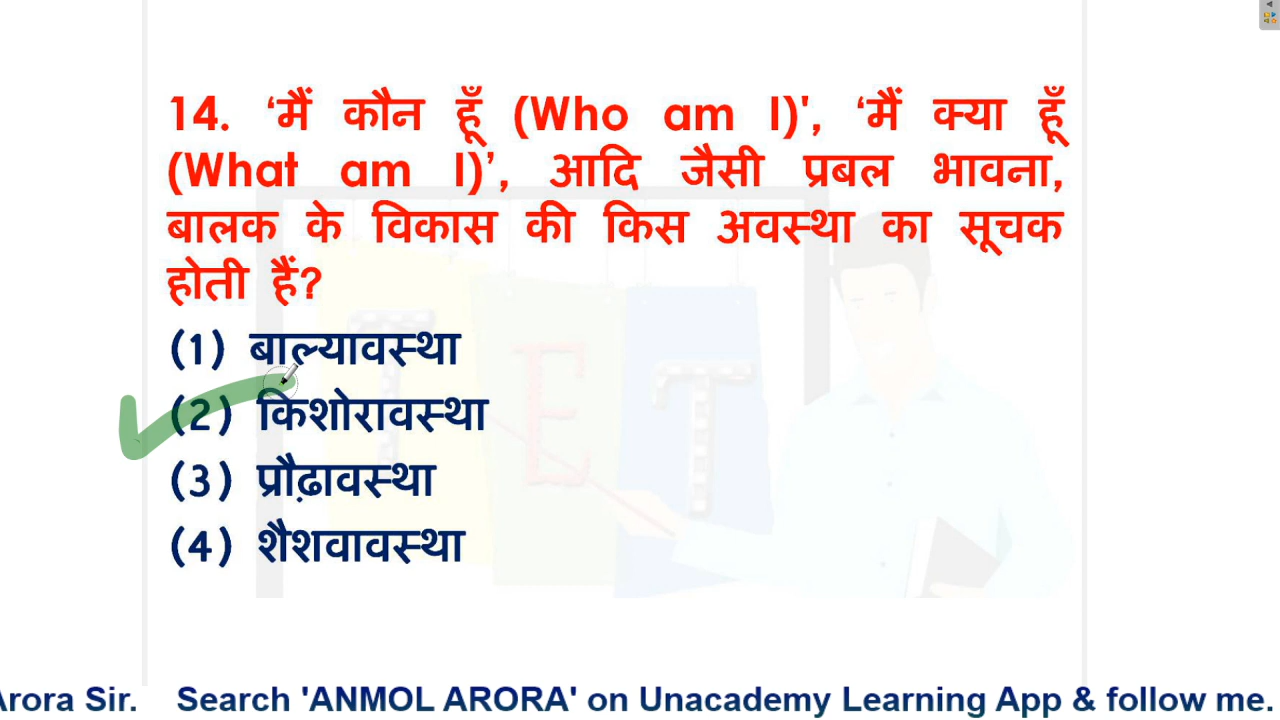 14. ‘मैं कौन हूँ (Who am I)', ‘मैं क्या हूँ
(What am I)’, आदि जैसी प्रबल भावना,
बालक के विकास की किस अवस्था का सूचक
होती हैं?
(1) बाल्यावस्था
(2) किशोरावस्था
(3) प्रौढ़ावस्था
(4) शैशवावस्था
TET
Arora Sir. Search 'ANMOL ARORA' on Unacademy Learning App & follow me.